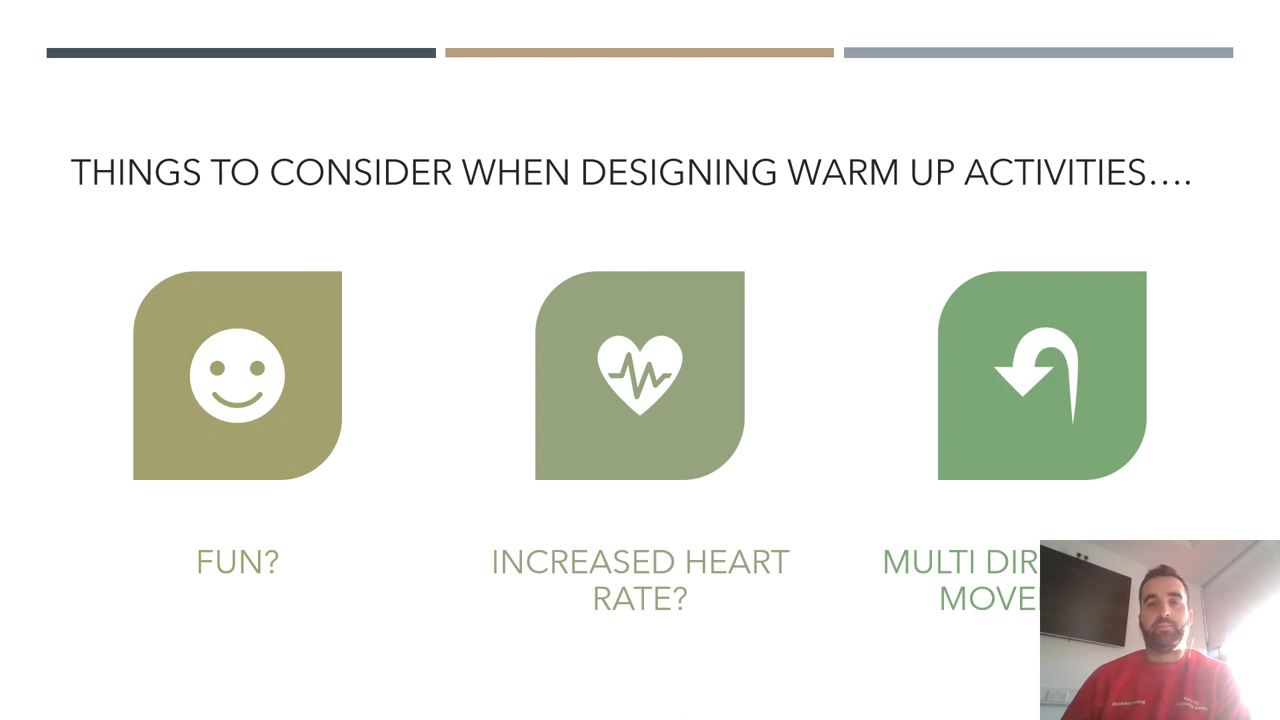 THINGS TO CONSIDER WHEN DESIGNING WARM UP ACTIVITIES....
FUN?
INCREASED HEART
RATE?
MULTI DIR
MOVE